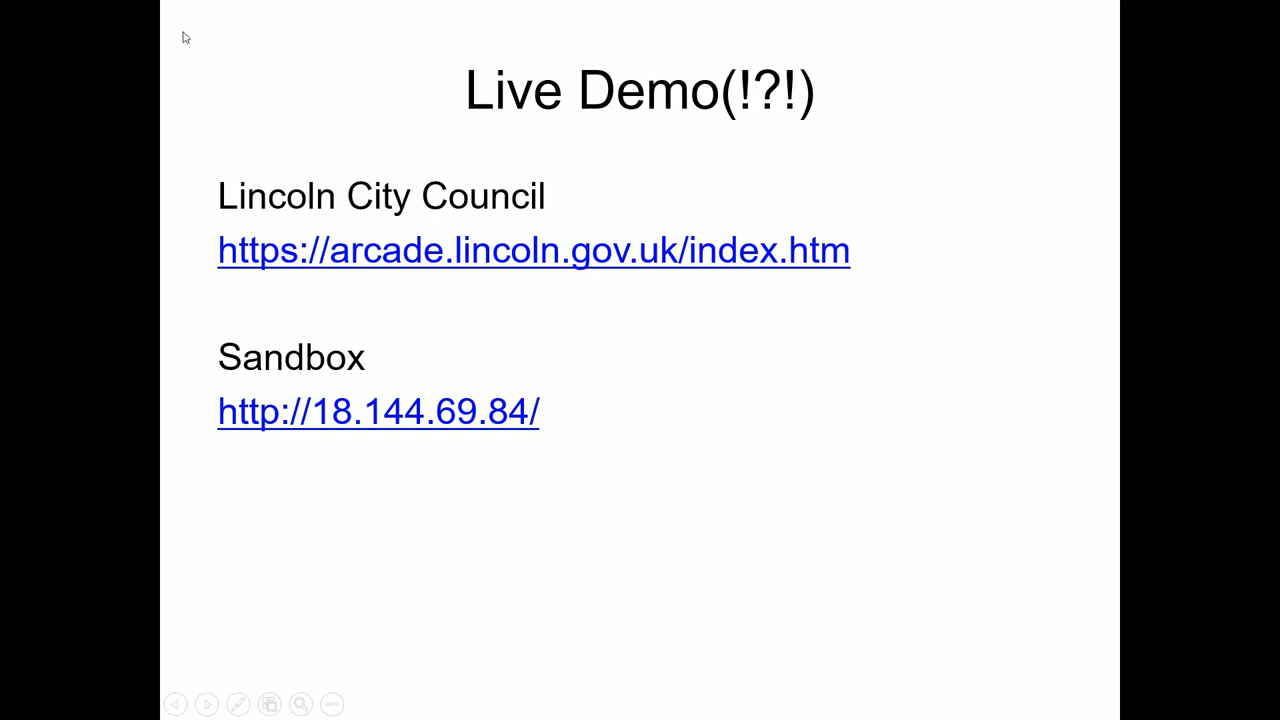 Live Demo(!?!)
Lincoln City Council
https://arcade.lincoln.gov.uk/index.htm
Sandbox
http://18.144.69.84/